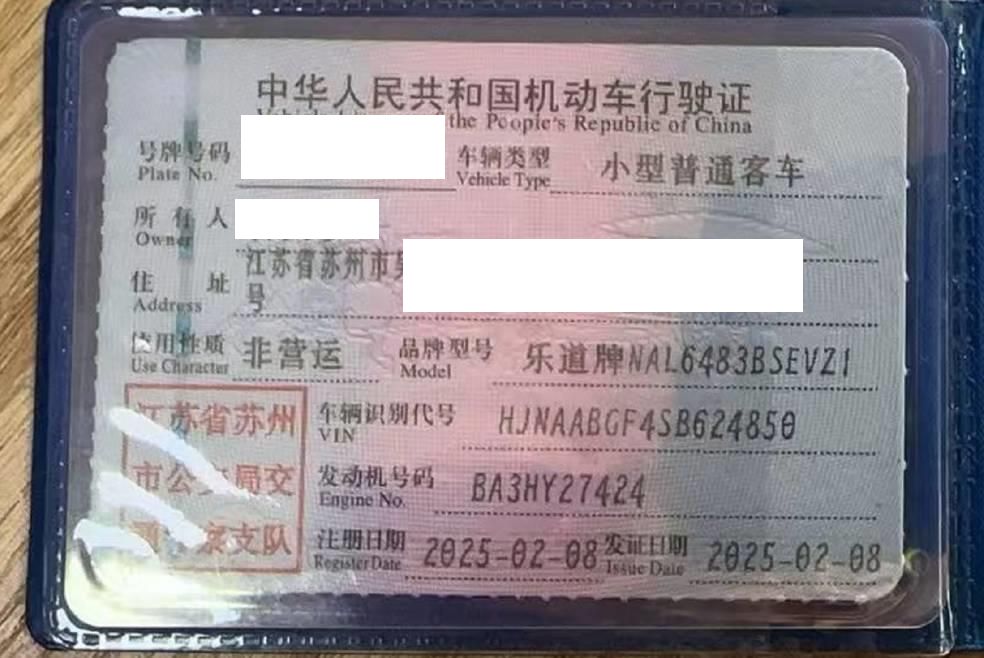 中华人民共和国机动车行驶证
the People's Republic of China
号牌号码 车辆类型 小型普通客车
Plate No. Vehicle Type
所有人
Owner
住址 江苏省苏州市
号
Address
使用性质 非营运 品牌型号 乐道牌NAL6483BSEVZ1
Use Character Model
江苏省苏州 车辆识别代号 HJNAABGF4SB624850
VIN
市公安局交 发动机号码 BA3HY27424
Engine No.
支队 注册日期 2025-02-08 发证日期 2025-02-08
Register Date Issue Date